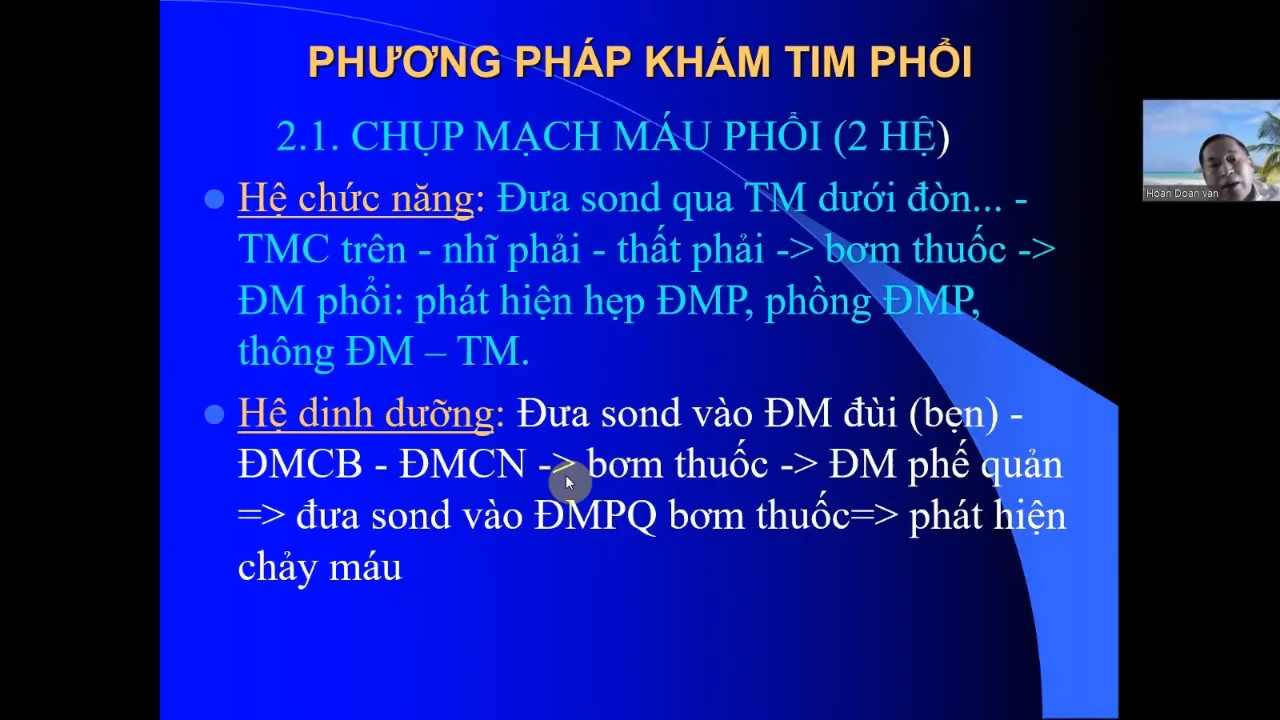 PHƯƠNG PHÁP KHÁM TIM PHỔI
2.1. CHỤP MẠCH MÁU PHỔI (2 HỆ)
Hệ chức năng: Đưa sond qua TM dưới đòn... -
TMC trên - nhĩ phải - thất phải -> bơm thuốc ->
ĐM phổi: phát hiện hẹp ĐMP, phồng ĐMP,
thông ĐM – TM.
Hệ dinh dưỡng: Đưa sond vào ĐM đùi (bẹn) -
ĐMCB - ĐMCN -> bơm thuốc -> ĐM phế quản
=> đưa sond vào ĐMPQ bơm thuốc=> phát hiện
chảy máu
Hoan Doan van